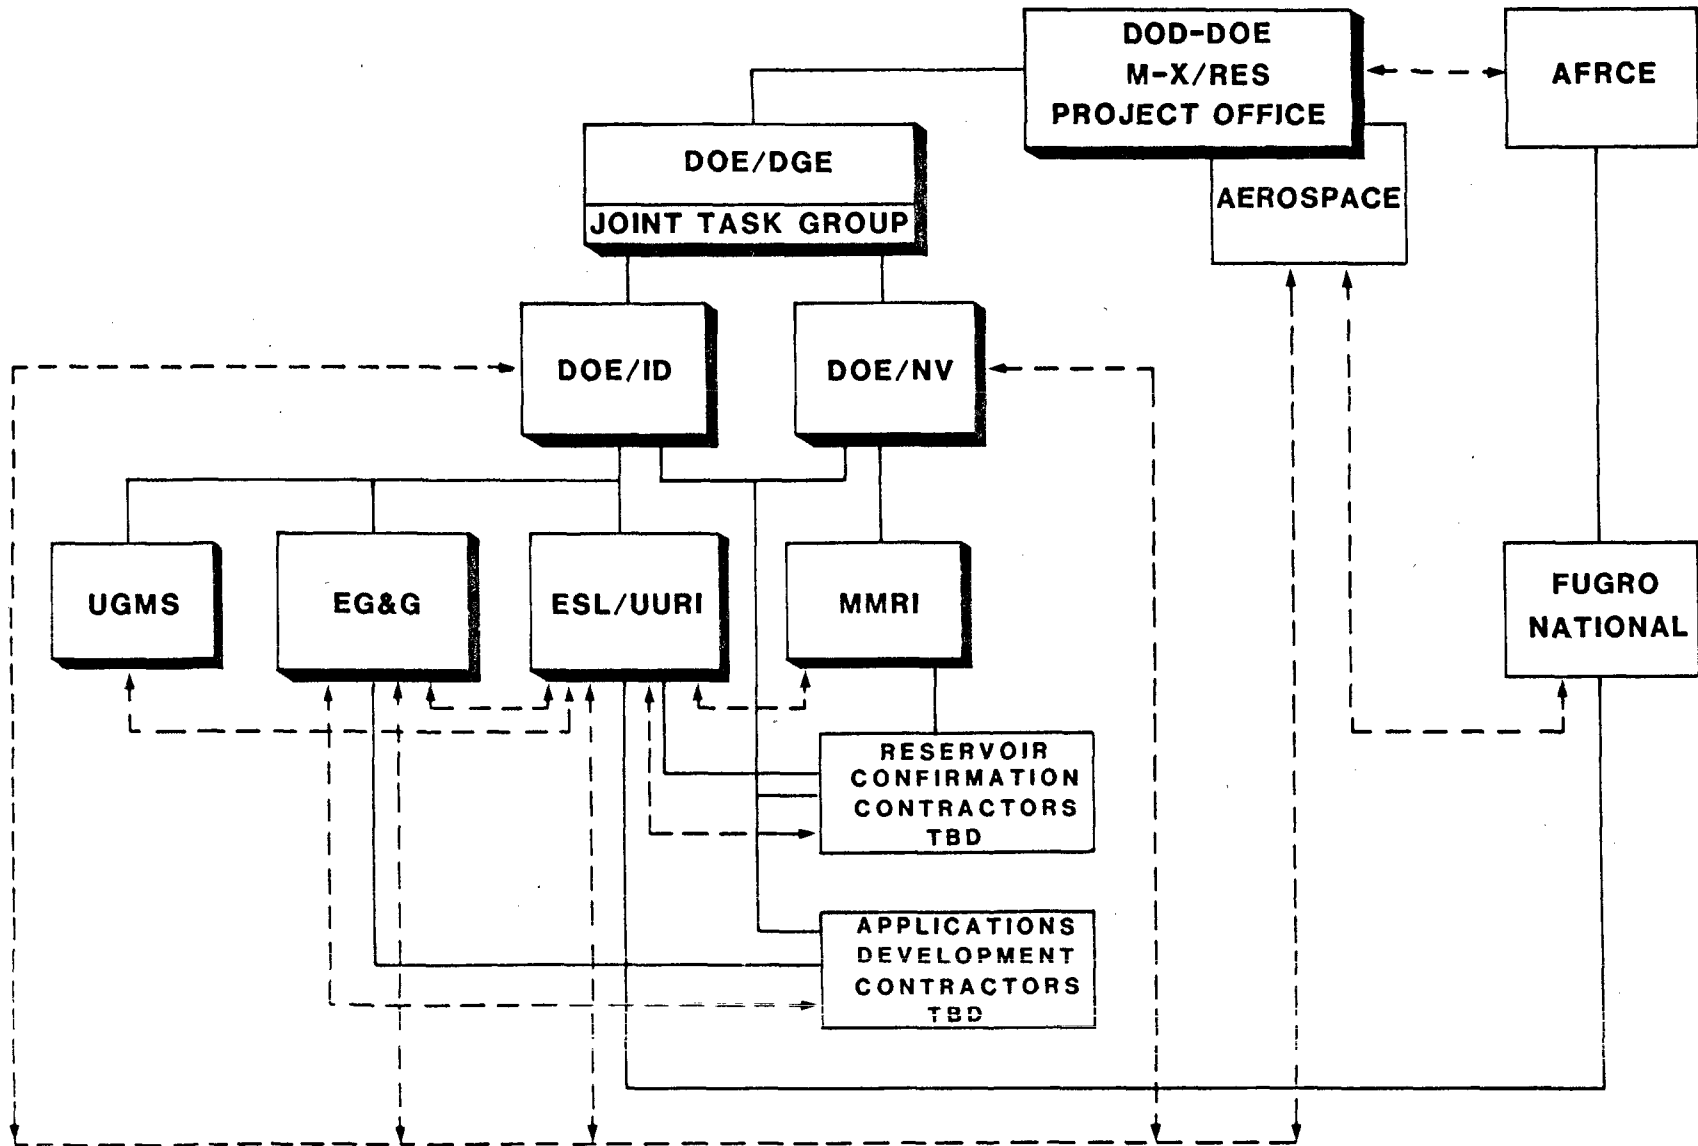 DOD-DOE
M-X/RES
PROJECT OFFICE
AFRCE
DOE/DGE
JOINT TASK GROUP
AEROSPACE
DOE/ID
DOE/NV
UGMS
EG&G
ESL/UURI
MMRI
FUGRO
NATIONAL
RESERVOIR
CONFIRMATION
CONTRACTORS
TBD
APPLICATIONS
DEVELOPMENT
CONTRACTORS
TBD